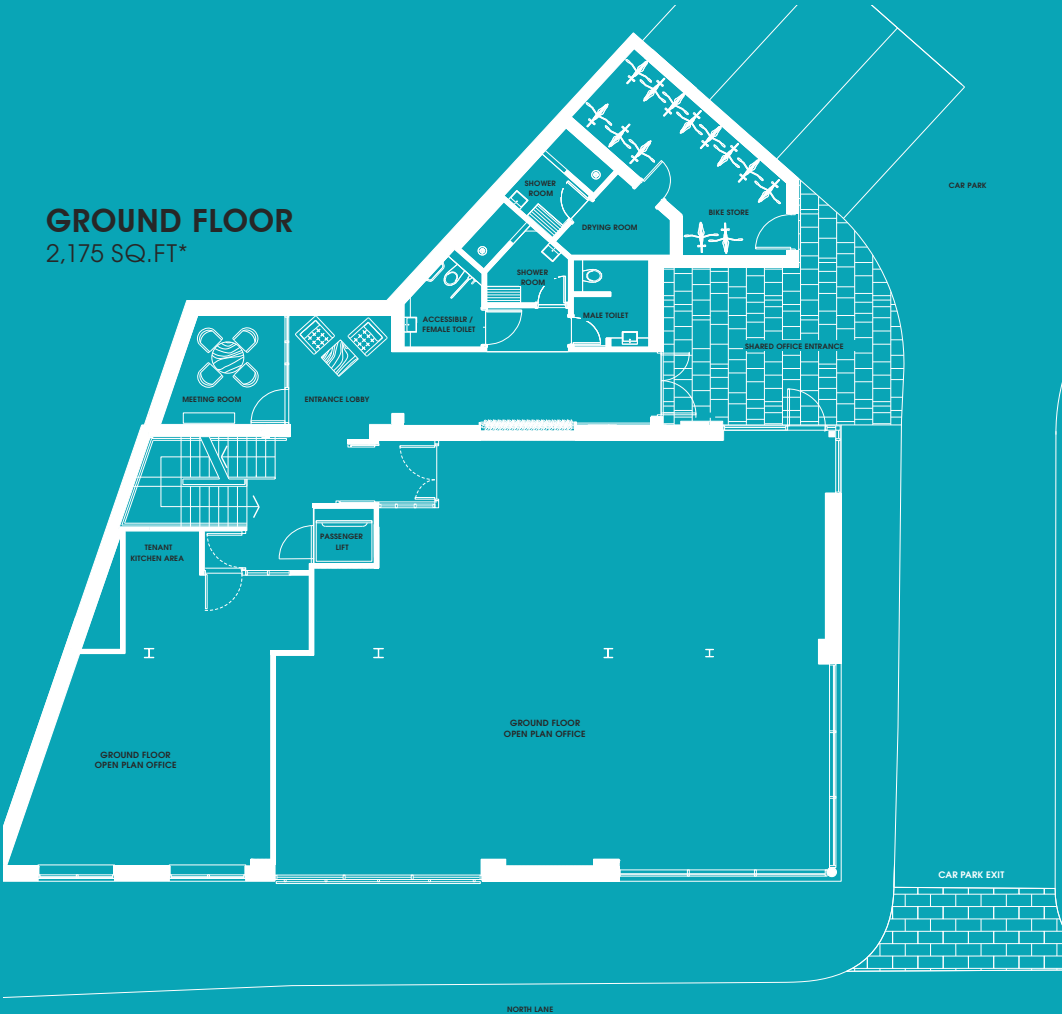 GROUND FLOOR
2,175 SQ.FT*
CAR PARK
SHOWER
ROOM
BIKE STORE
DRYING ROOM
SHOWER
ROOM
ACCESSIBLR /
FEMALE TOILET
MALE TOILET
SHARED OFFICE ENTRANCE
MEETING ROOM
ENTRANCE LOBBY
PASSENGER
LIFT
TENANT
KITCHEN AREA
GROUND FLOOR
OPEN PLAN OFFICE
GROUND FLOOR
OPEN PLAN OFFICE
CAR PARK EXIT
NORTH LANE